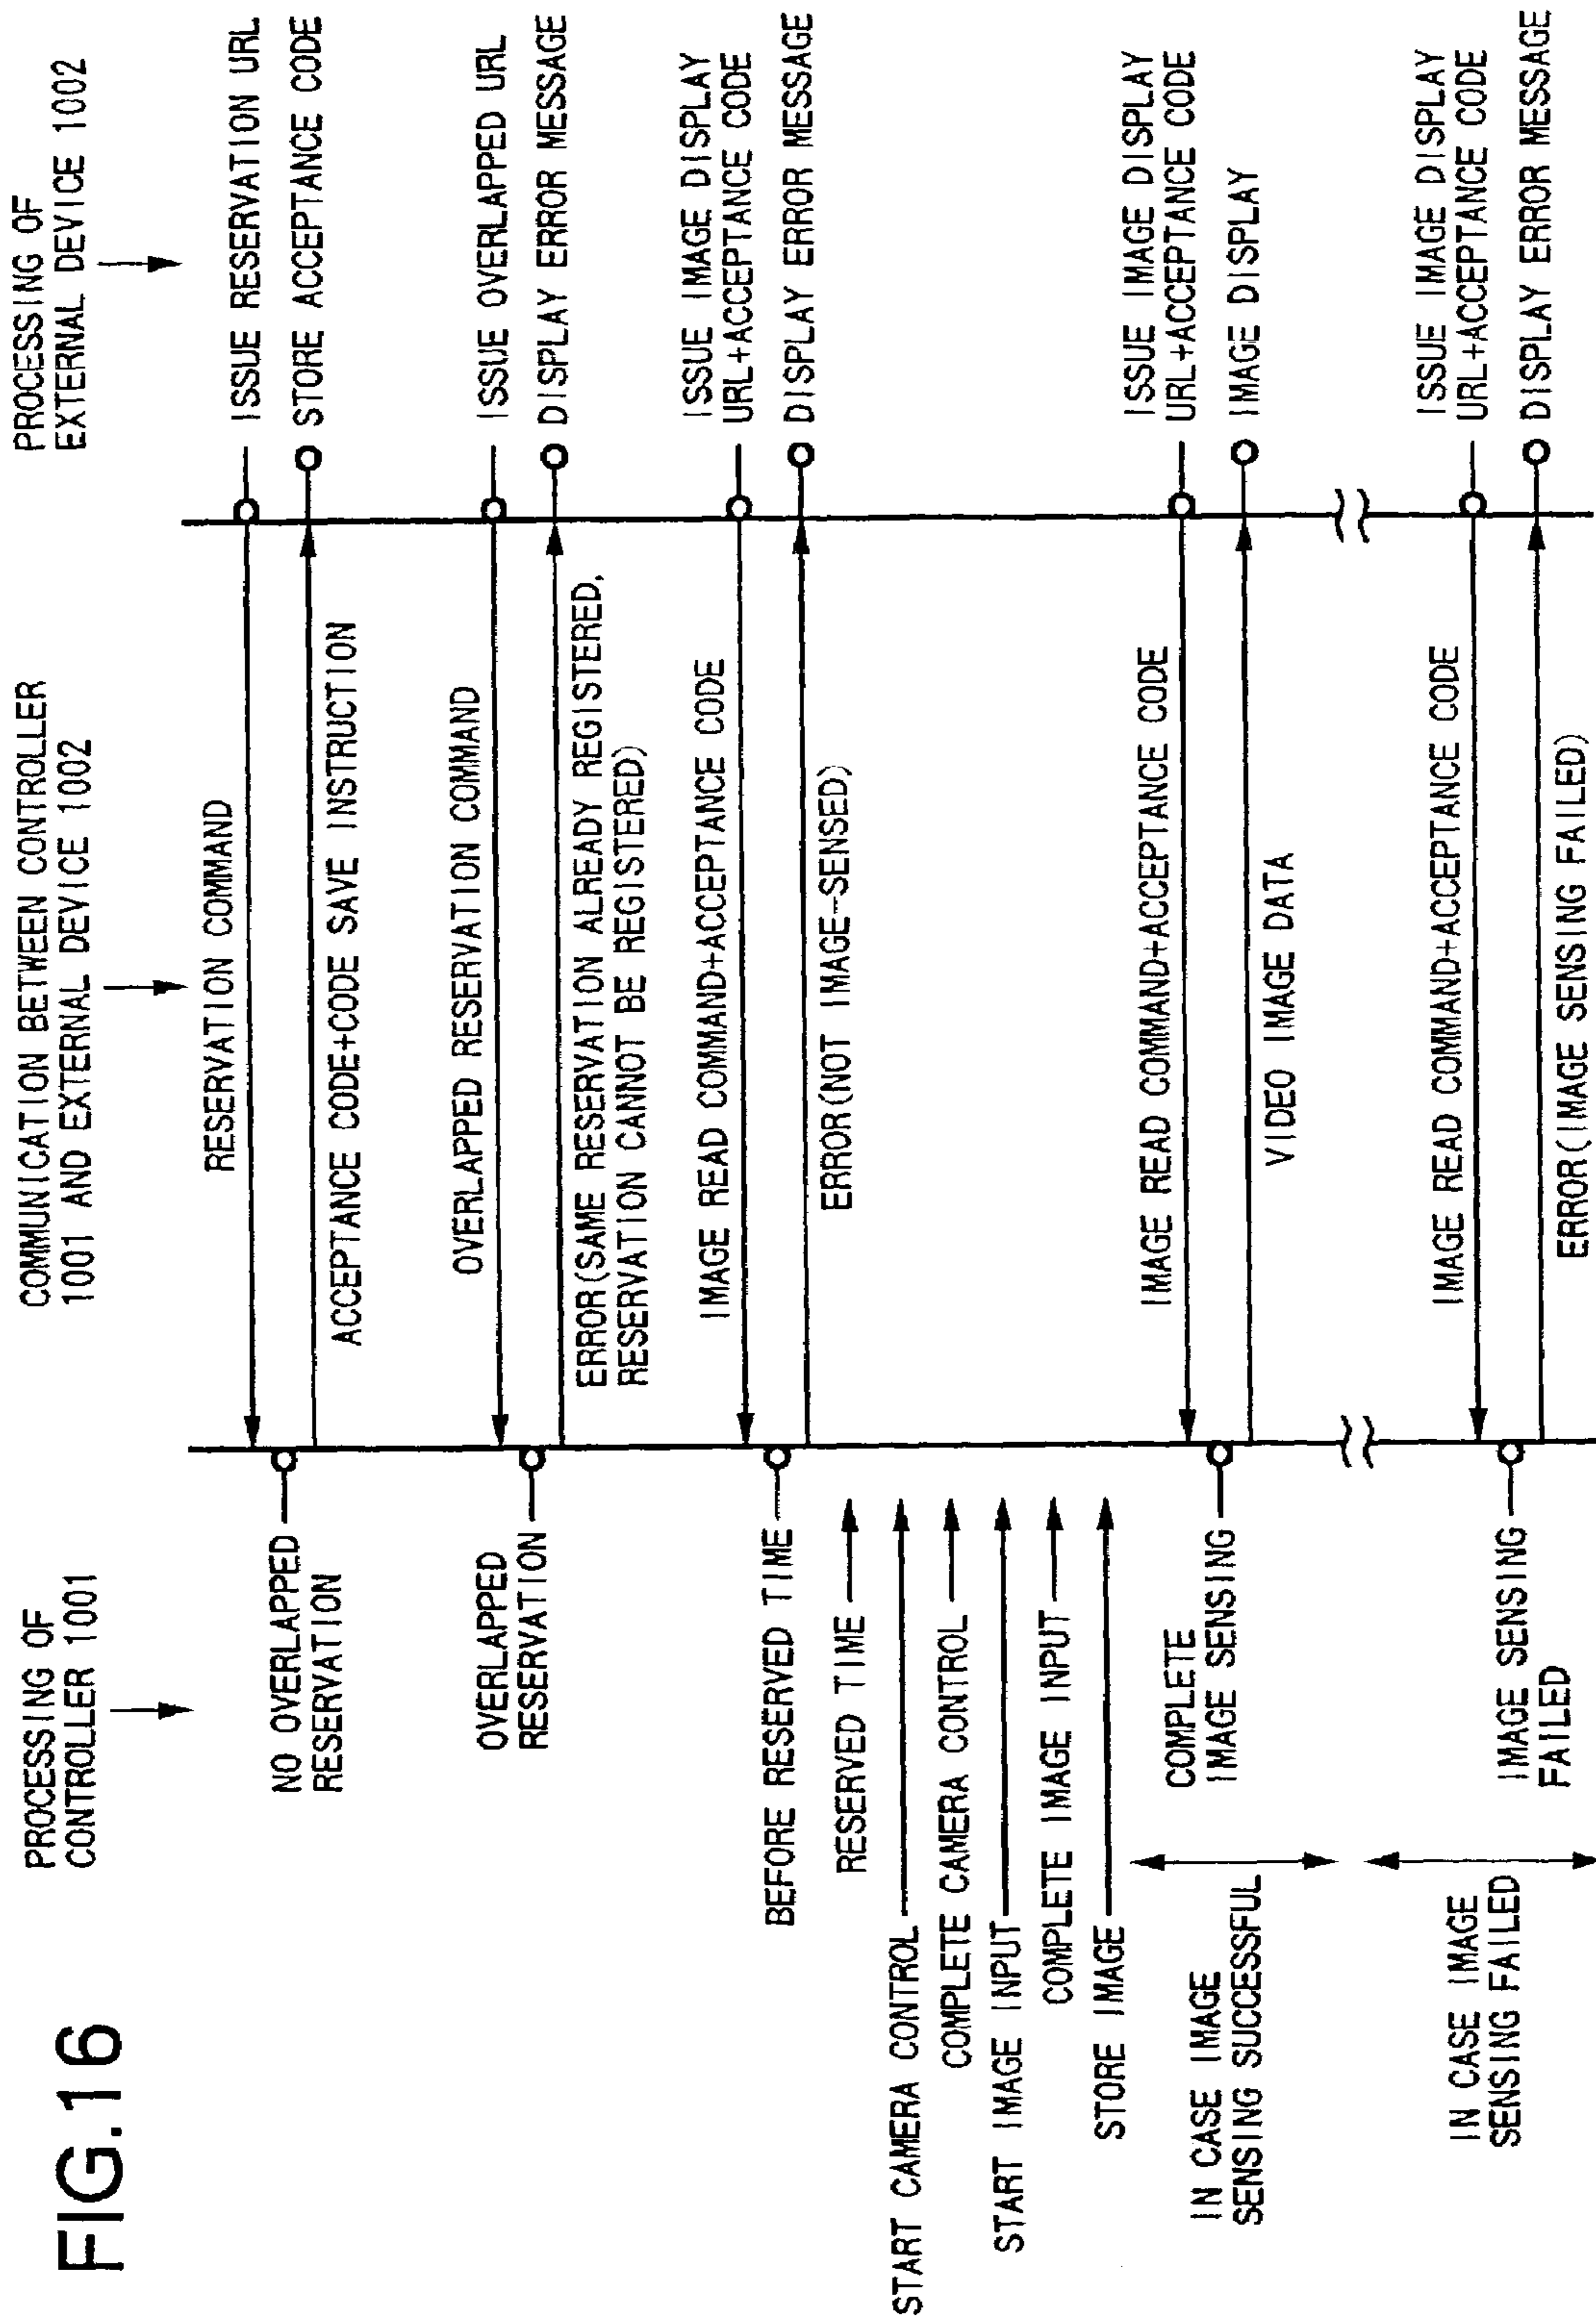 FIG.16
PROCESSING OF
CONTROLLER 1001
COMMUNICATION BETWEEN CONTROLLER
1001 AND EXTERNAL DEVICE 1002
PROCESSING OF
EXTERNAL DEVICE 1002
RESERVATION COMMAND
ISSUE RESERVATION URL
NO OVERLAPPED
RESERVATION
ACCEPTANCE CODE+CODE SAVE INSTRUCTION
STORE ACCEPTANCE CODE
OVERLAPPED RESERVATION COMMAND
ISSUE OVERLAPPED URL
OVERLAPPED
RESERVATION
ERROR(SAME RESERVATION ALREADY REGISTERED,
RESERVATION CANNOT BE REGISTERED)
DISPLAY ERROR MESSAGE
IMAGE READ COMMAND+ACCEPTANCE CODE
ISSUE IMAGE DISPLAY
URL+ACCEPTANCE CODE
BEFORE RESERVED TIME
ERROR(NOT IMAGE-SENSED)
DISPLAY ERROR MESSAGE
RESERVED TIME
START CAMERA CONTROL
COMPLETE CAMERA CONTROL
START IMAGE INPUT
COMPLETE IMAGE INPUT
STORE IMAGE
IN CASE IMAGE
SENSING SUCCESSFUL
COMPLETE
IMAGE SENSING
IMAGE READ COMMAND+ACCEPTANCE CODE
ISSUE IMAGE DISPLAY
URL+ACCEPTANCE CODE
VIDEO IMAGE DATA
IMAGE DISPLAY
IN CASE IMAGE
SENSING FAILED
IMAGE SENSING
FAILED
IMAGE READ COMMAND+ACCEPTANCE CODE
ISSUE IMAGE DISPLAY
URL+ACCEPTANCE CODE
ERROR(IMAGE SENSING FAILED)
DISPLAY ERROR MESSAGE